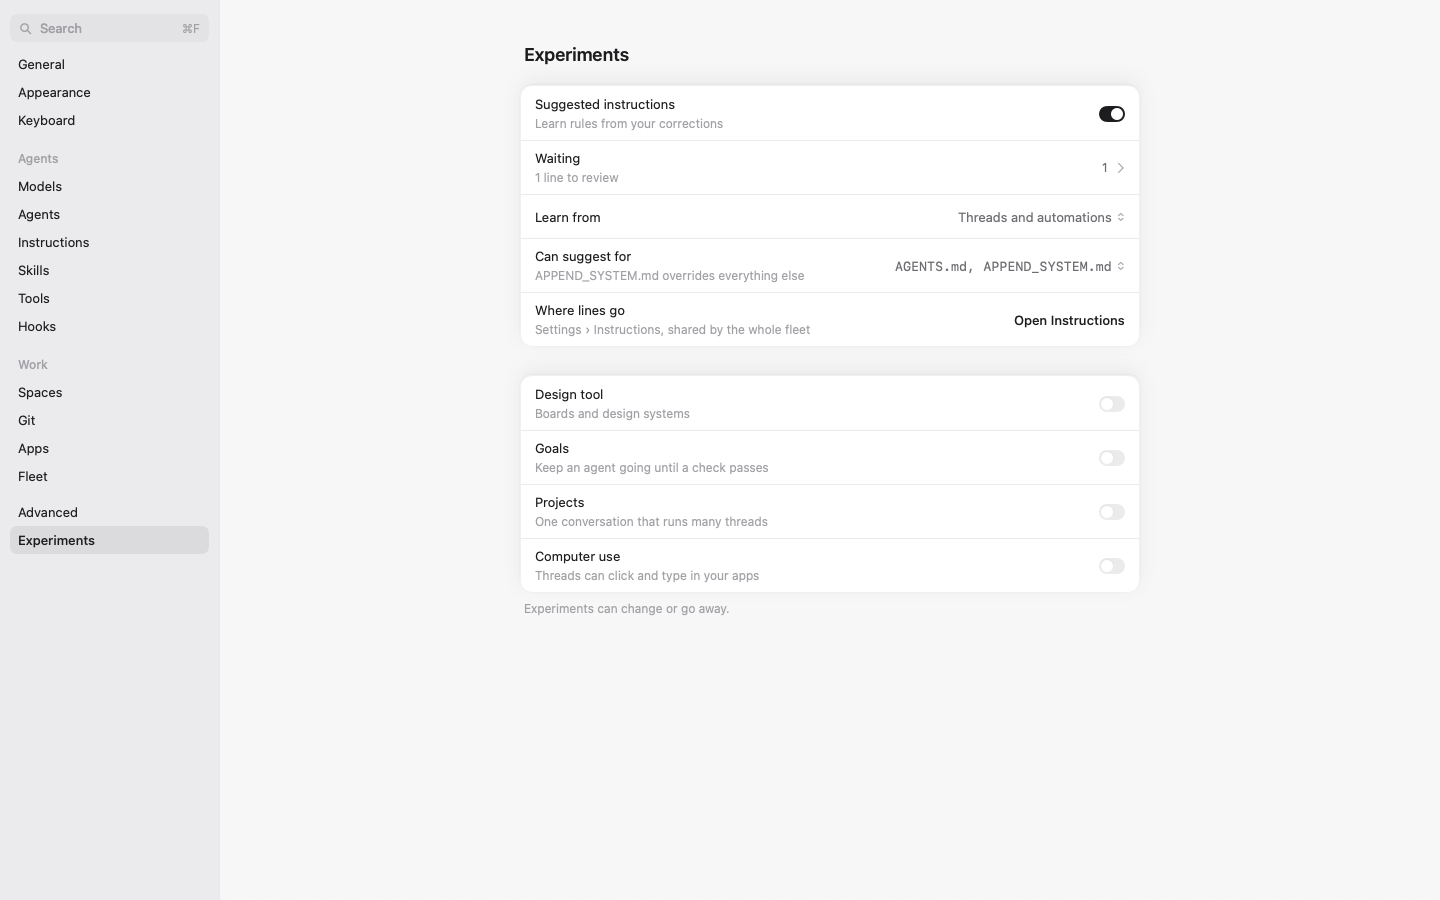 Search ⌘F
General
Appearance
Keyboard
Agents
Models
Agents
Instructions
Skills
Tools
Hooks
Work
Spaces
Git
Apps
Fleet
Advanced
Experiments
Experiments
Suggested instructions
Learn rules from your corrections
Waiting
1 line to review
1
Learn from
Threads and automations
Can suggest for
APPEND_SYSTEM.md overrides everything else
AGENTS.md, APPEND_SYSTEM.md
Where lines go
Settings › Instructions, shared by the whole fleet
Open Instructions
Design tool
Boards and design systems
Goals
Keep an agent going until a check passes
Projects
One conversation that runs many threads
Computer use
Threads can click and type in your apps
Experiments can change or go away.